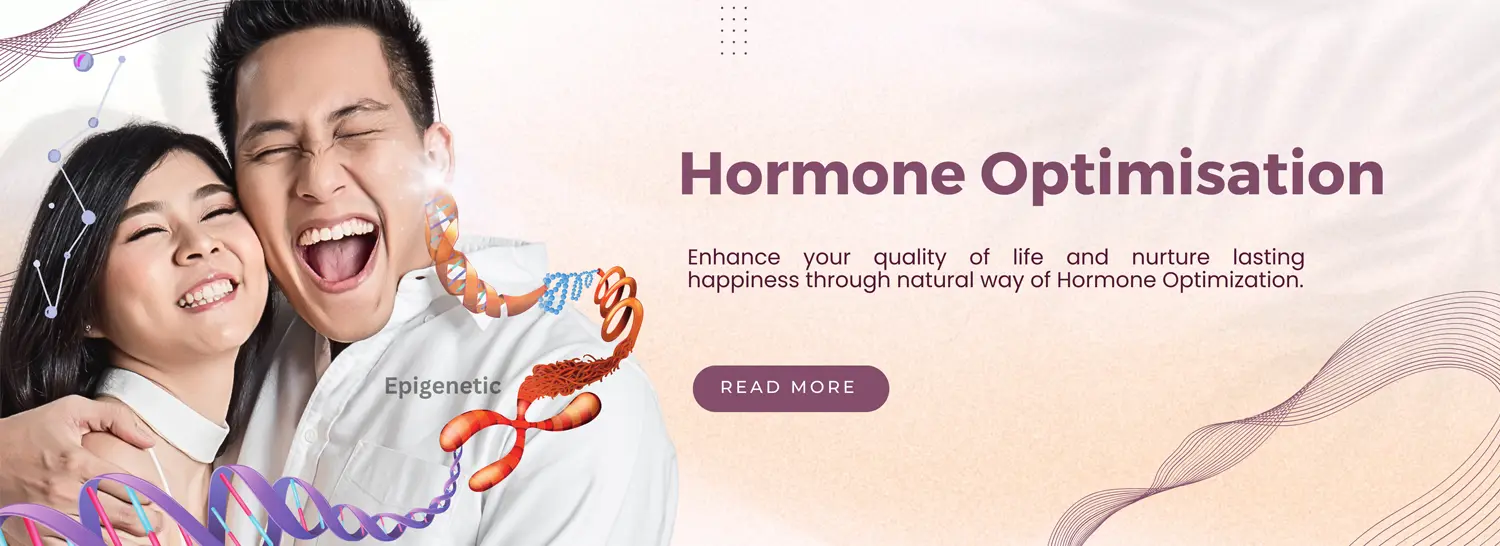 Hormone Optimisation
Enhance your quality of life and nurture lasting
happiness through natural way of Hormone Optimization.
READ MORE
Epigenetic